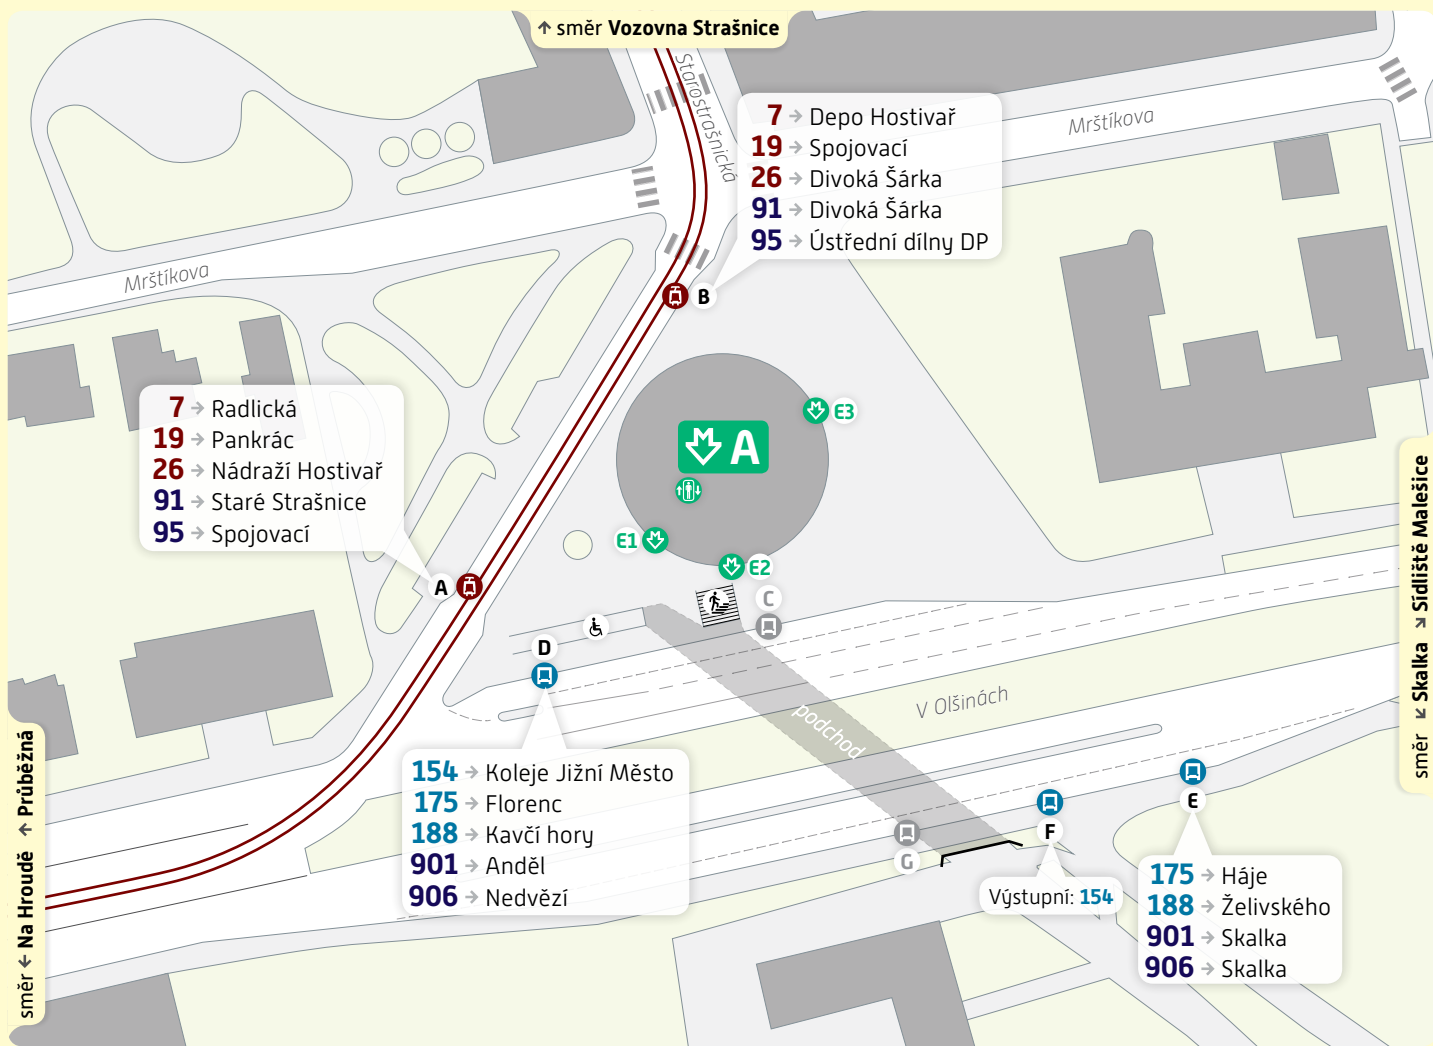 ↑ směr Vozovna Strašnice
Starostrašnická
Mrštíkova
7 → Depo Hostivař
19 → Spojovací
26 → Divoká Šárka
91 → Divoká Šárka
95 → Ústřední dílny DP
B
Mrštíkova
7 → Radlická
19 → Pankrác
26 → Nádraží Hostivař
91 → Staré Strašnice
95 → Spojovací
A
A
E3
E1
E2
C
D
V Olšinách
podchod
154 → Koleje Jižní Město
175 → Florenc
188 → Kavčí hory
901 → Anděl
906 → Nedvězí
G
F
Výstupní: 154
E
175 → Háje
188 → Želivského
901 → Skalka
906 → Skalka
směr ← Na Hroudě ← Průběžná
směr ↙ Skalka ↘ Sídliště Malešice